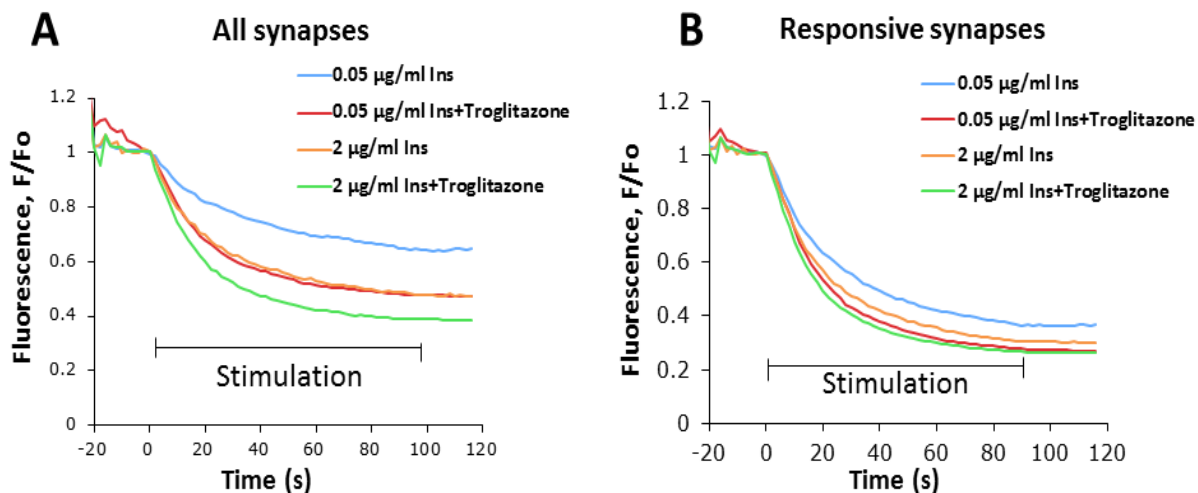 A
All synapses
0.05 µg/ml Ins
0.05 µg/ml Ins+Troglitazone
2 µg/ml Ins
2 µg/ml Ins+Troglitazone
Fluorescence, F/Fo
1.2
1
0.8
0.6
0.4
0.2
0
Stimulation
-20 0 20 40 60 80 100 120
Time (s)
B
Responsive synapses
0.05 µg/ml Ins
0.05 µg/ml Ins+Troglitazone
2 µg/ml Ins
2 µg/ml Ins+Troglitazone
Fluorescence, F/Fo
1.2
1
0.8
0.6
0.4
0.2
0
Stimulation
-20 0 20 40 60 80 100 120
Time (s)